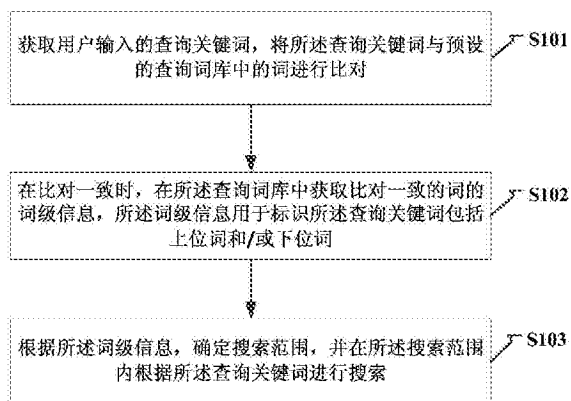 获取用户输入的查询关键词，将所述查询关键词与预设
的查询词库中的词进行比对
S101
在比对一致时，在所述查询词库中获取比对一致的词的
词级信息，所述词级信息用于标识所述查询关键词包括
上位词和/或下位词
S102
根据所述词级信息，确定搜索范围，并在所述搜索范围
内根据所述查询关键词进行搜索
S103